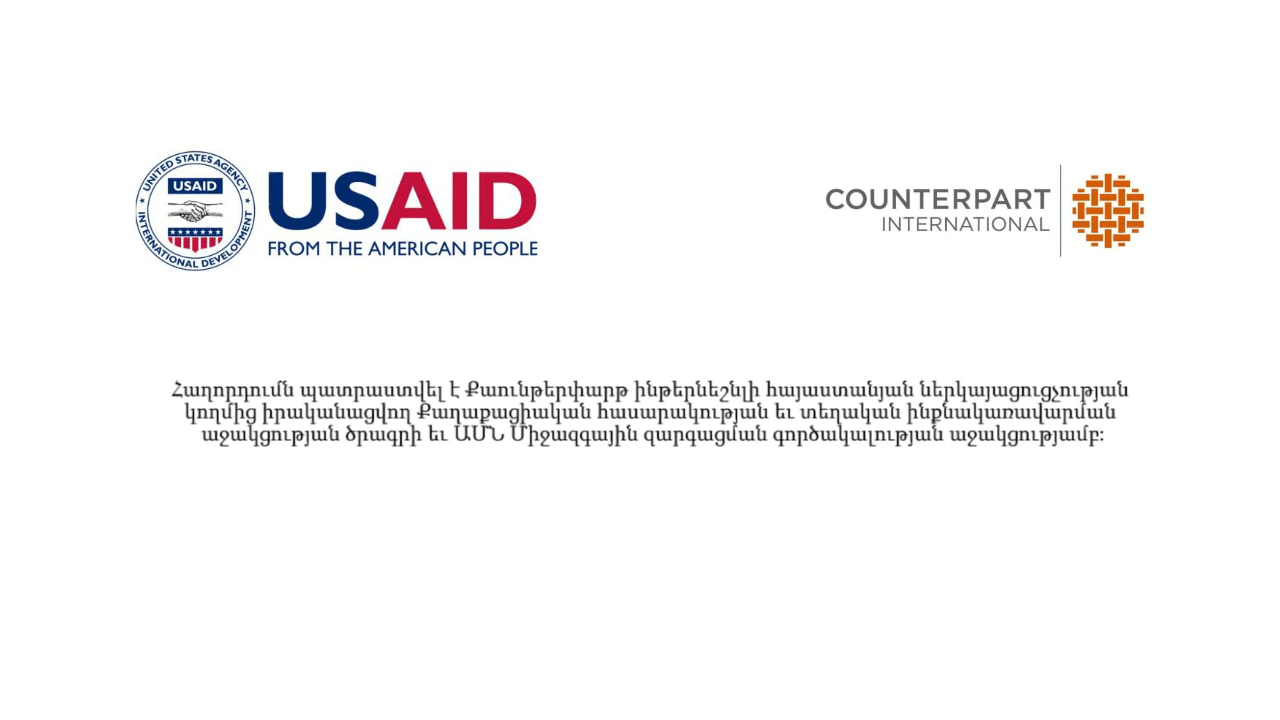 UNITED STATES AGENCY
USAID
INTERNATIONAL DEVELOPMENT
USAID
FROM THE AMERICAN PEOPLE
COUNTERPART
INTERNATIONAL
Հաղորդումն պատրաստվել է Քաունթերփարթ ինթերնեշնլի հայաստանյան ներկայացուցչության
կողմից իրականացվող Քաղաքացիական հասարակության եւ տեղական ինքնակառավարման
աջակցության ծրագրի եւ ԱՄՆ Միջազգային զարգացման գործակալության աջակցությամբ: